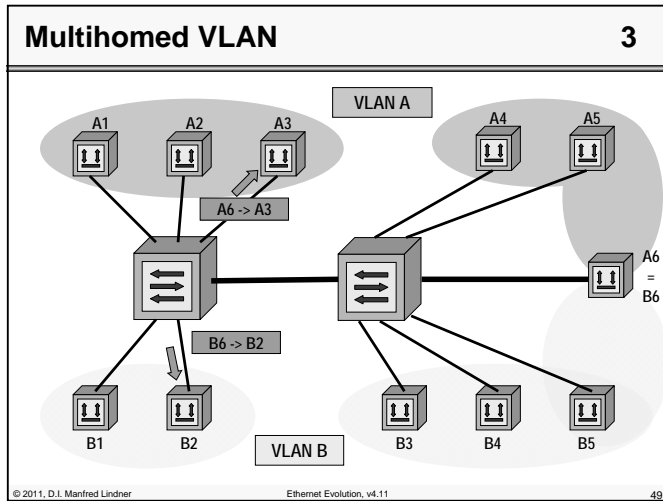 Multihomed VLAN 3
VLAN A
A1 A2 A3 A4 A5
A6 -> A3
A6
=
B6
B6 -> B2
B1 B2 B3 B4 B5
VLAN B
© 2011, D.I. Manfred Lindner Ethernet Evolution, v4.11 49